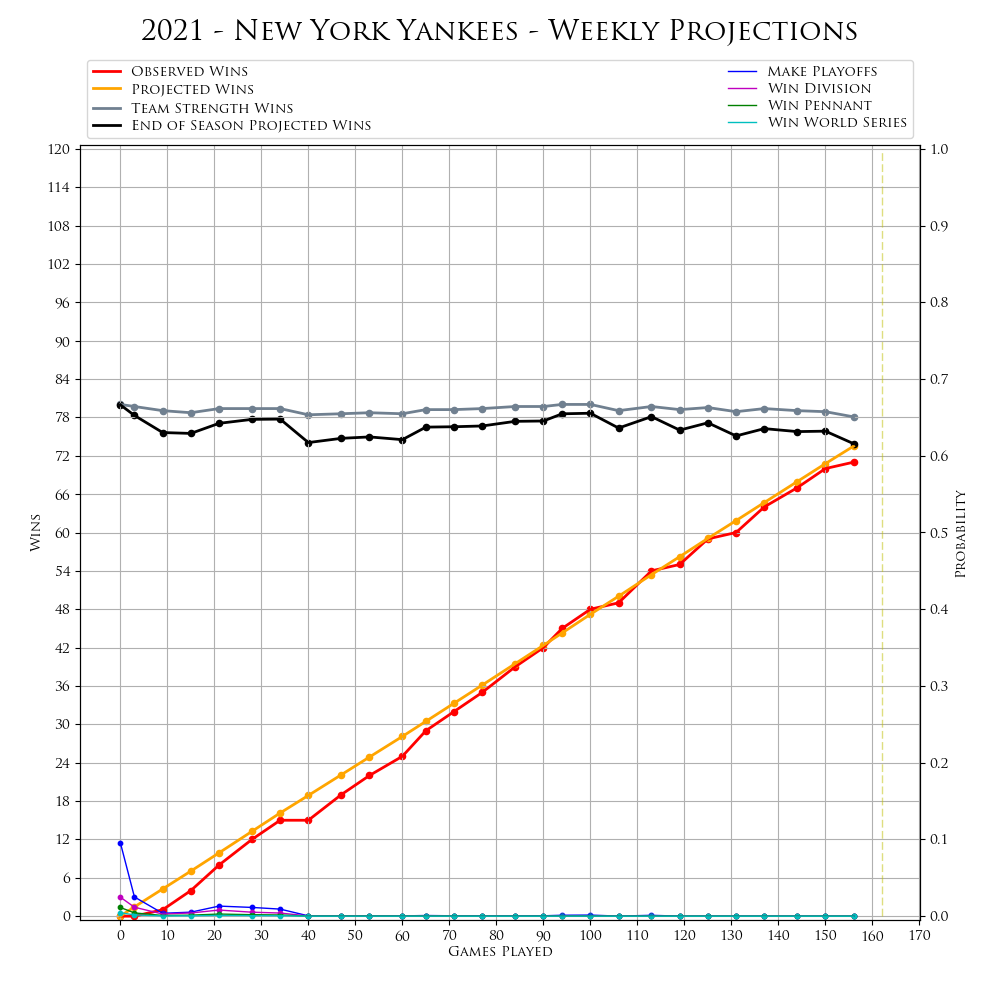 2021 - New York Yankees - Weekly Projections
Observed Wins
Projected Wins
Team Strength Wins
End of Season Projected Wins
Make Playoffs
Win Division
Win Pennant
Win World Series
120
114
108
102
96
90
84
78
72
66
60
54
48
42
36
30
24
18
12
6
0
Wins
1.0
0.9
0.8
0.7
0.6
0.5
0.4
0.3
0.2
0.1
0.0
Probability
0 10 20 30 40 50 60 70 80 90 100 110 120 130 140 150 160 170
Games Played